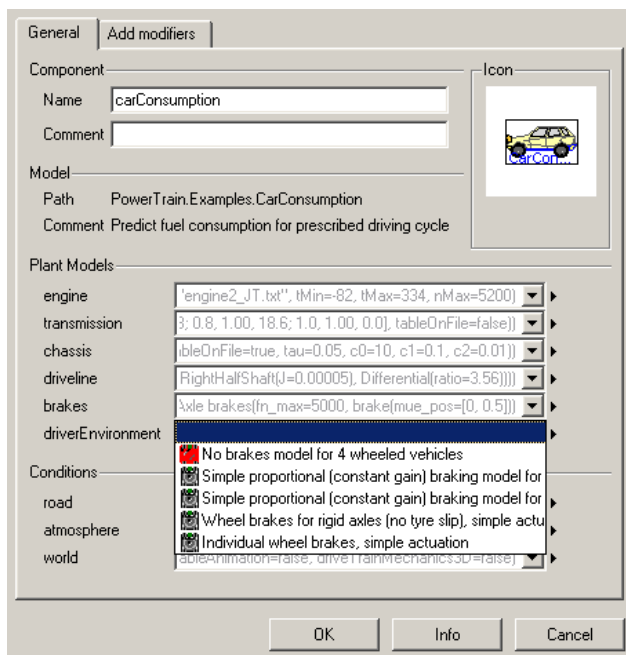 General Add modifiers
Component Icon
Name carConsumption
Comment
CarCon...
Model
Path PowerTrain.Examples.CarConsumption
Comment Predict fuel consumption for prescribed driving cycle
Plant Models
engine 'engine2_JT.txt", tMin=-82, tMax=334, nMax=5200)
transmission 3; 0.8, 1.00, 18.6; 1.0, 1.00, 0.0], tableOnFile=false))
chassis ableOnFile=true, tau=0.05, c0=10, c1=0.1, c2=0.01))
driveline RightHalfShaft(J=0.00005), Differential(ratio=3.56))))
brakes Axle brakes(fn_max=5000, brake(mue_pos=[0, 0.5]))
driverEnvironment
No brakes model for 4 wheeled vehicles
Conditions Simple proportional (constant gain) braking model for
road Simple proportional (constant gain) braking model for
atmosphere Wheel brakes for rigid axles (no tyre slip), simple actu
Individual wheel brakes, simple actuation
world ableAnimation=false, driveTrainMechanics3D=false)
OK Info Cancel